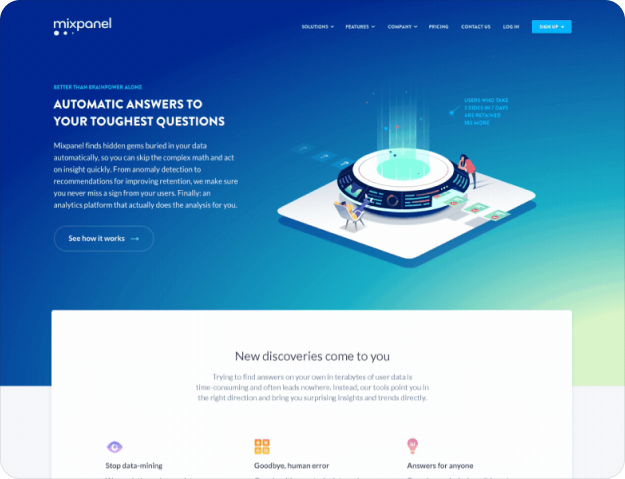 mixpanel
SOLUTIONS
FEATURES
COMPANY
PRICING
CONTACT US
LOG IN
SIGN UP
BETTER THAN BRAINPOWER ALONE
AUTOMATIC ANSWERS TO
YOUR TOUGHEST QUESTIONS
Mixpanel finds hidden gems buried in your data
automatically, so you can skip the complex math and act
on insight quickly. From anomaly detection to
recommendations for improving retention, we make sure
you never miss a sign from your users. Finally: an
analytics platform that actually does the analysis for you.
See how it works →
USERS WHO TAKE
IN 7 DAYS
ARE RETAINED
MORE
New discoveries come to you
Trying to find answers on your own in terabytes of user data is
time-consuming and often leads nowhere. Instead, our tools point you in
the right direction and bring you surprising insights and trends directly.
Stop data-mining
Goodbye, human error
Answers for anyone